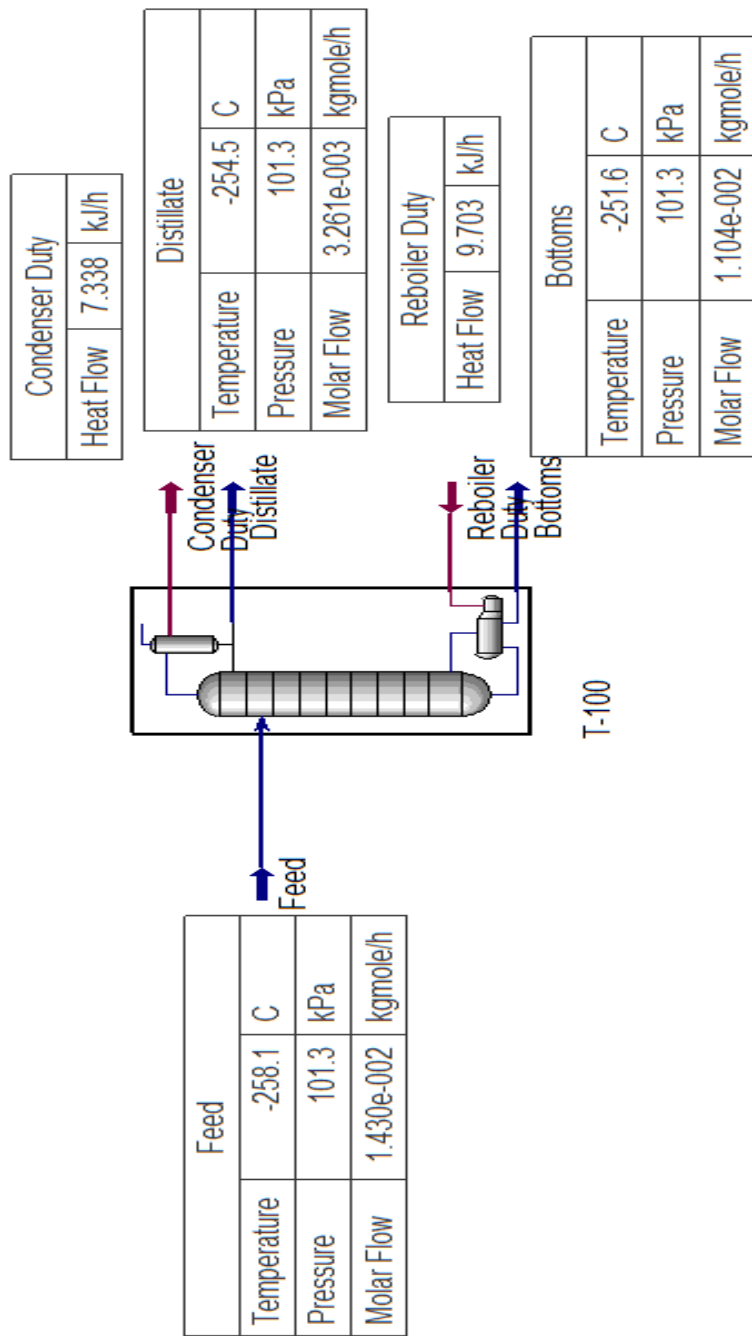 Condenser Duty
Heat Flow 7.338 kJ/h
Distillate
Temperature -254.5 C
Pressure 101.3 kPa
Molar Flow 3.261e-003 kgmole/h
Reboiler Duty
Heat Flow 9.703 kJ/h
Bottoms
Temperature -251.6 C
Pressure 101.3 kPa
Molar Flow 1.104e-002 kgmole/h
Condenser
Duty
Distillate
Reboiler
Duty
Bottoms
T-100
Feed
Feed
Temperature -258.1 C
Pressure 101.3 kPa
Molar Flow 1.430e-002 kgmole/h